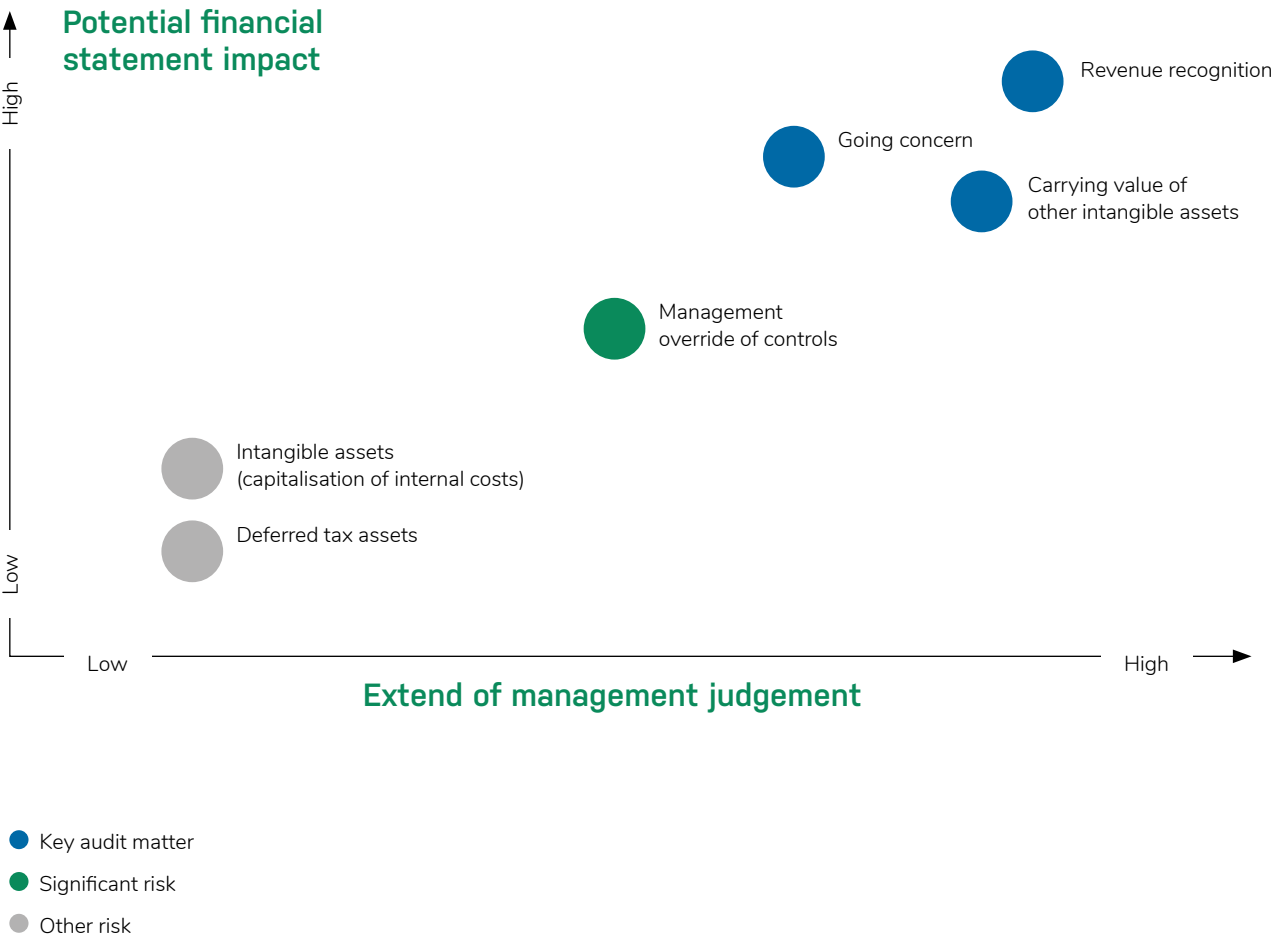 Potential financial
statement impact
High
Revenue recognition
Going concern
Carrying value of
other intangible assets
Management
override of controls
Intangible assets
(capitalisation of internal costs)
Deferred tax assets
Low
Low
High
Extend of management judgement
Key audit matter
Significant risk
Other risk